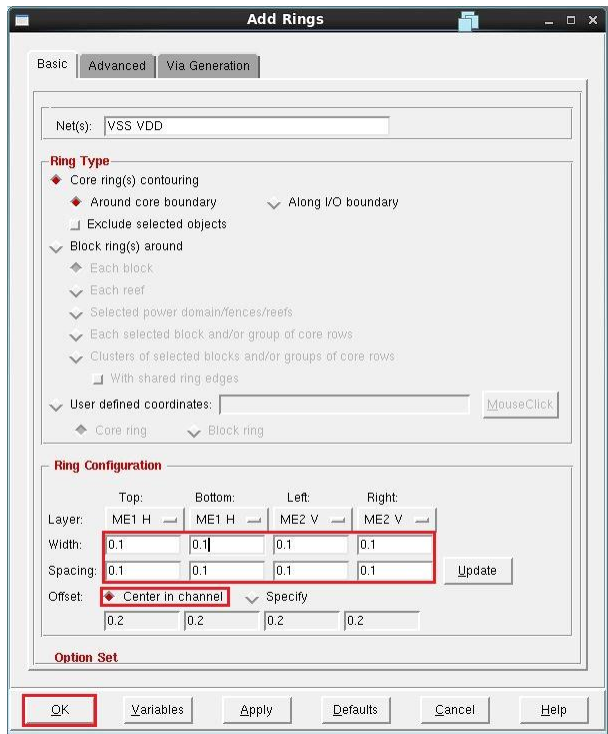 Add Rings
Basic Advanced Via Generation
Net(s): VSS VDD
Ring Type
Core ring(s) contouring
Around core boundary Along I/O boundary
Exclude selected objects
Block ring(s) around
Each block
Each reef
Selected power domain/fences/reefs
Each selected block and/or group of core rows
Clusters of selected blocks and/or groups of core rows
With shared ring edges
User defined coordinates: MouseClick
Core ring Block ring
Ring Configuration
Top: Bottom: Left: Right:
Layer: ME1 H ME1 H ME2 V ME2 V
Width: 0.1 0.1 0.1 0.1
Spacing: 0.1 0.1 0.1 0.1 Update
Offset: Center in channel Specify
0.2 0.2 0.2 0.2
Option Set
OK Variables Apply Defaults Cancel Help